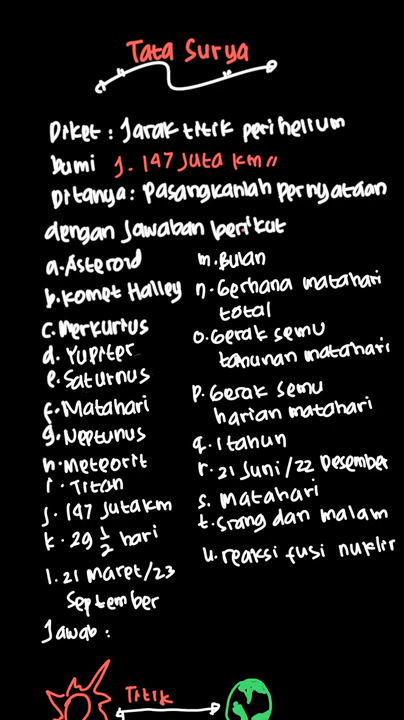 Tata Surya
Diket : Jarak titik perihelium
bumi J. 147 Juta km //
Ditanya : Pasangkanlah pernyataan
dengan Jawaban berikut
a. Asteroid
b. Komet Halley
c. Merkurius
d. Yupiter
e. Saturnus
f. Matahari
g. Neptunus
h. Meteorit
i. Titan
J. 147 Juta km
k. 29 1/2 hari
l. 21 Maret/23
September
m. Bulan
n. Gerhana matahari
total
o. Gerak semu
tahunan matahari
p. Gerak semu
harian matahari
q. 1 tahun
r. 21 Juni/22 Desember
s. Matahari
t. Siang dan malam
u. reaksi fusi nuklir
Jawab :
Titik